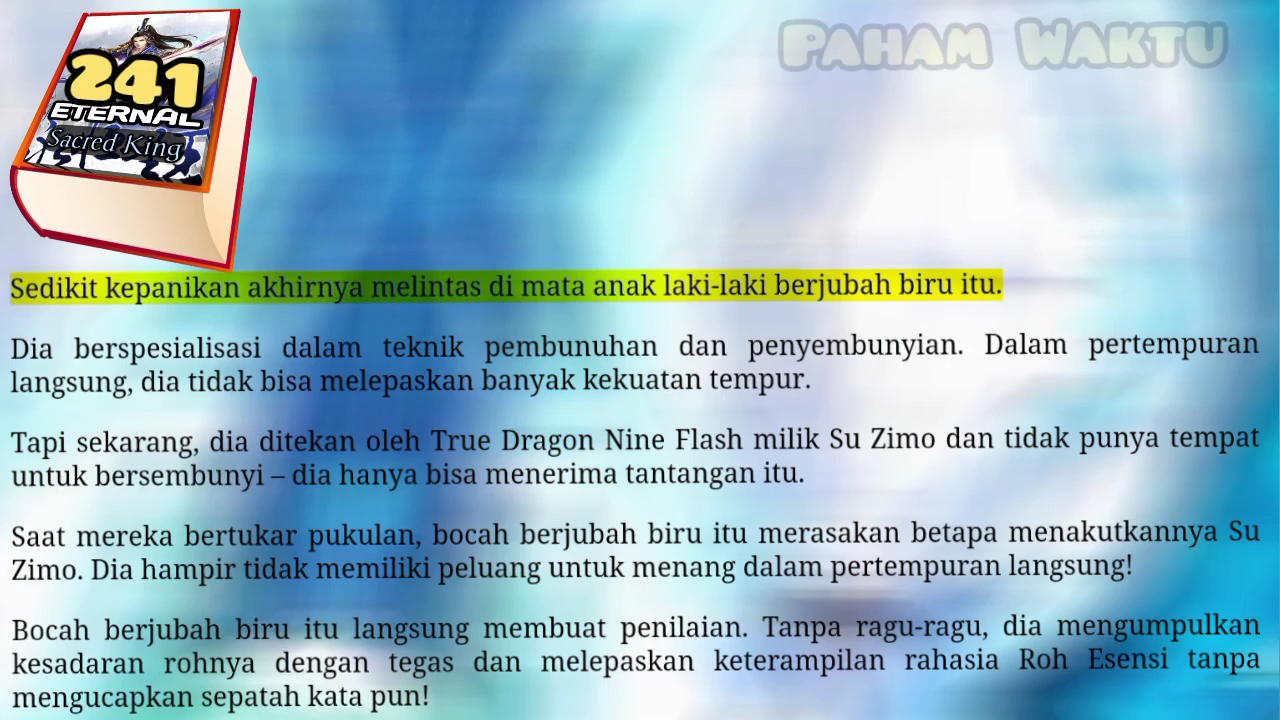 Paham Waktu
241
ETERNAL
Sacred King
Sedikit kepanikan akhirnya melintas di mata anak laki-laki berjubah biru itu.
Dia berspesialisasi dalam teknik pembunuhan dan penyembunyian. Dalam pertempuran
langsung, dia tidak bisa melepaskan banyak kekuatan tempur.
Tapi sekarang, dia ditekan oleh True Dragon Nine Flash milik Su Zimo dan tidak punya tempat
untuk bersembunyi – dia hanya bisa menerima tantangan itu.
Saat mereka bertukar pukulan, bocah berjubah biru itu merasakan betapa menakutkannya Su
Zimo. Dia hampir tidak memiliki peluang untuk menang dalam pertempuran langsung!
Bocah berjubah biru itu langsung membuat penilaian. Tanpa ragu-ragu, dia mengumpulkan
kesadaran rohnya dengan tegas dan melepaskan keterampilan rahasia Roh Esensi tanpa
mengucapkan sepatah kata pun!